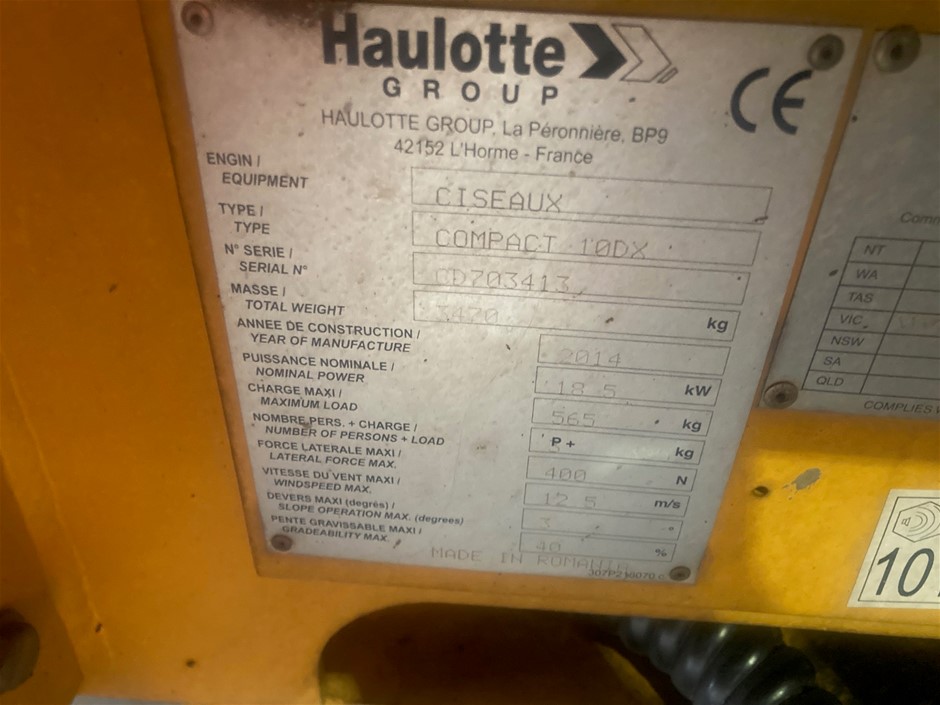 Haulotte
GROUP
CE
HAULOTTE GROUP, La Péronnière, BP9
42152 L'Horme - France
ENGIN /
EQUIPMENT
CISEAUX
TYPE /
TYPE
COMPACT 10DX
N° SERIE /
SERIAL N°
CD703413
MASSE /
TOTAL WEIGHT
3470 kg
ANNEE DE CONSTRUCTION /
YEAR OF MANUFACTURE
2014
PUISSANCE NOMINALE /
NOMINAL POWER
18.5 kW
CHARGE MAXI /
MAXIMUM LOAD
565 kg
NOMBRE PERS. + CHARGE /
NUMBER OF PERSONS + LOAD
P + kg
FORCE LATERALE MAXI /
LATERAL FORCE MAX.
400 N
VITESSE DU VENT MAXI /
WINDSPEED MAX.
12.5 m/s
DEVERS MAXI (degrés) /
SLOPE OPERATION MAX. (degrees)
3 °
PENTE GRAVISSABLE MAXI /
GRADEABILITY MAX.
40 %
MADE IN ROMANIA
NT
WA
TAS
VIC
NSW
SA
QLD
COMPLIES
10